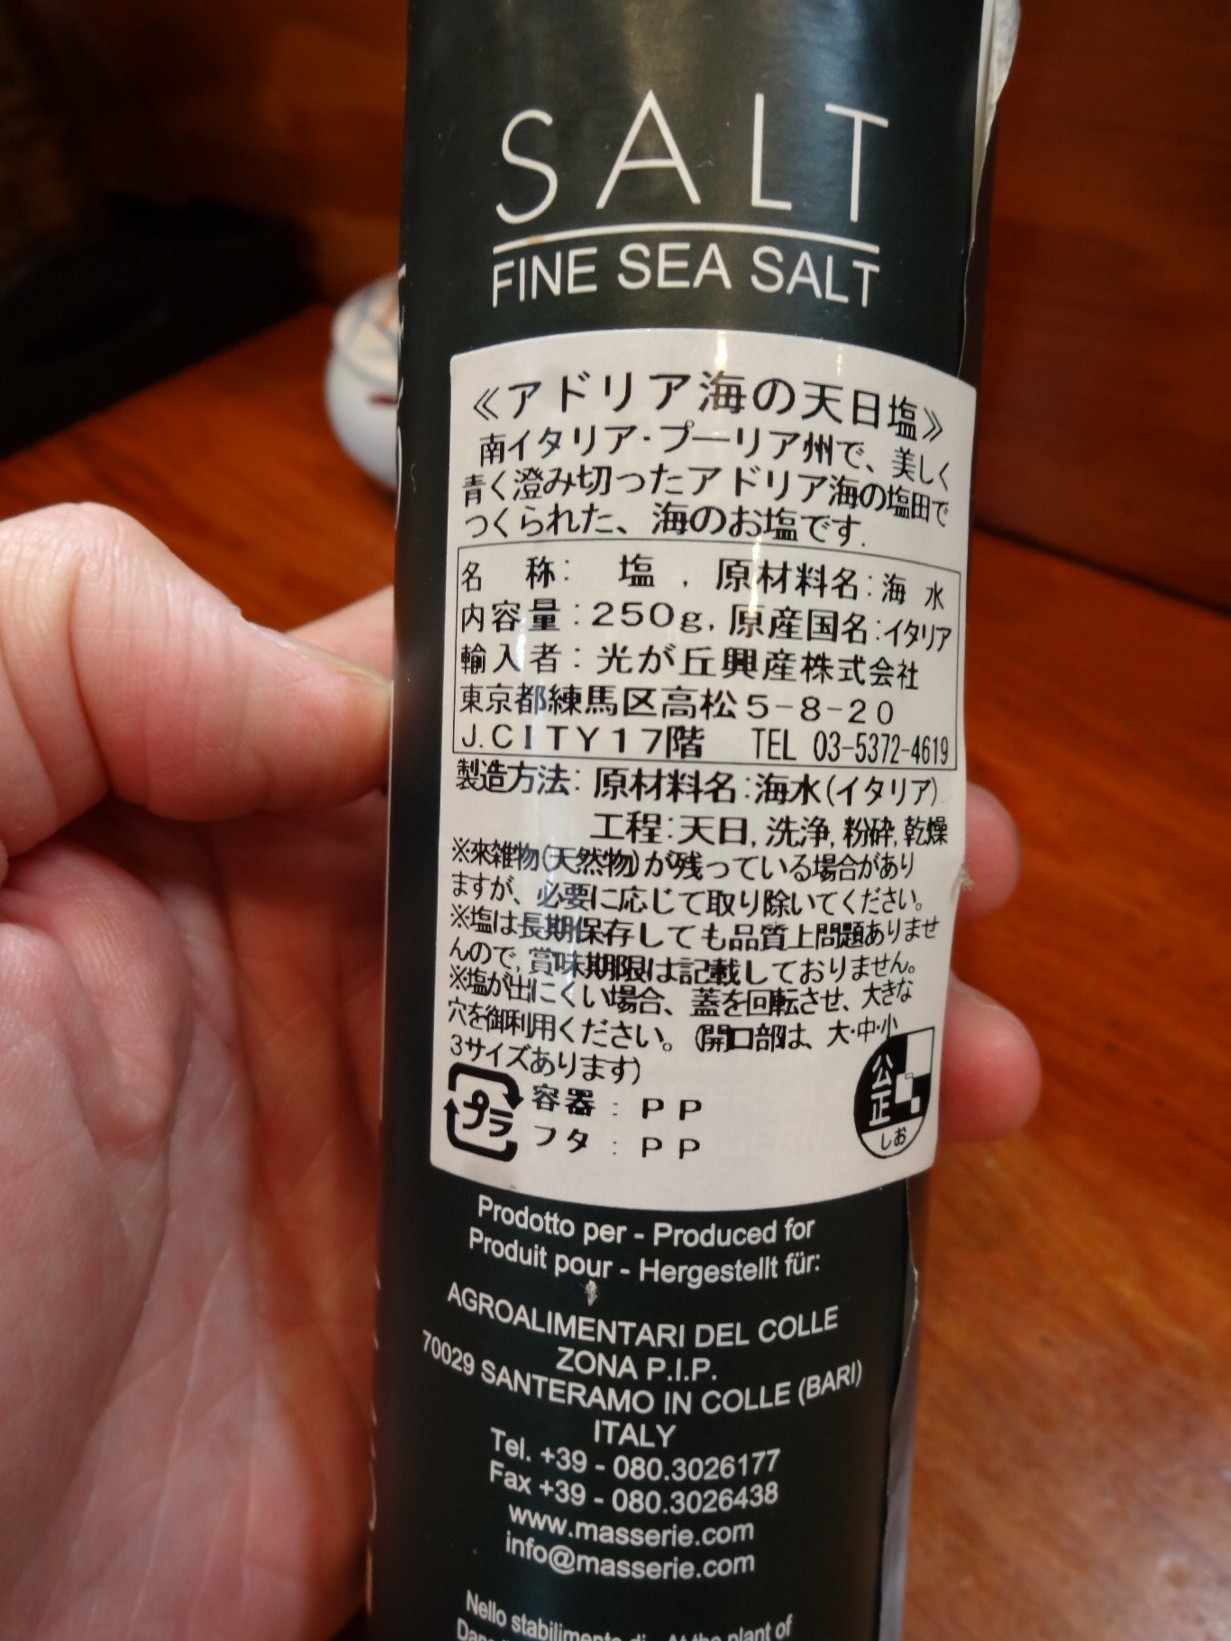 SALT
FINE SEA SALT
≪アドリア海の天日塩≫
南イタリア・プーリア州で、美しく
青く澄み切ったアドリア海の塩田で
つくられた、海のお塩です.
名 称: 塩 , 原材料名:海 水
内容量:250g, 原産国名:イタリア
輸入者:光が丘興産株式会社
東京都練馬区高松5-8-20
J.CITY17階 TEL 03-5372-4619
製造方法:原材料名:海水(イタリア)
工程:天日,洗浄,粉砕,乾燥
※来雑物(天然物)が残っている場合があり
ますが、必要に応じて取り除いてください。
※塩は長期保存しても品質上問題ありませ
んので,賞味期限は記載しておりません。
※塩が出にくい場合、蓋を回転させ、大きな
穴を御利用ください。(開口部は、大・中・小
3サイズあります)
プラ 容器:PP
フタ:PP
公正
しお
Prodotto per - Produced for
Produit pour - Hergestellt für:
AGROALIMENTARI DEL COLLE
ZONA P.I.P.
70029 SANTERAMO IN COLLE (BARI)
ITALY
Tel. +39 - 080.3026177
Fax +39 - 080.3026438
www.masserie.com
info@masserie.com
Nello stabilimento di - At the plant of